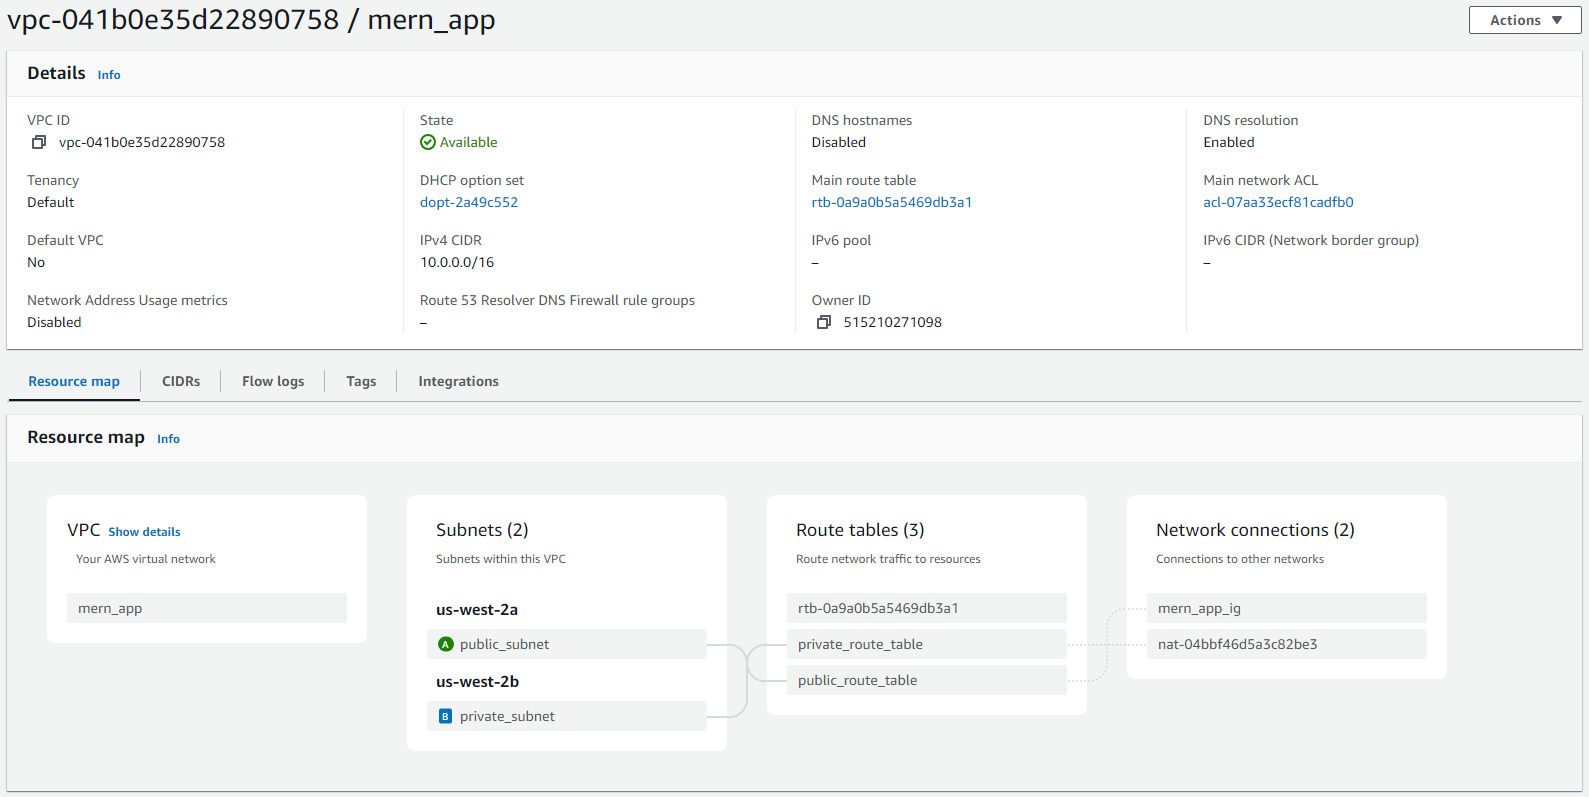 vpc-041b0e35d22890758 / mern_app
Actions
Details Info
VPC ID
vpc-041b0e35d22890758
State
Available
DNS hostnames
Disabled
DNS resolution
Enabled
Tenancy
Default
DHCP option set
dopt-2a49c552
Main route table
rtb-0a9a0b5a5469db3a1
Main network ACL
acl-07aa33ecf81cadfb0
Default VPC
No
IPv4 CIDR
10.0.0.0/16
IPv6 pool
–
IPv6 CIDR (Network border group)
–
Network Address Usage metrics
Disabled
Route 53 Resolver DNS Firewall rule groups
–
Owner ID
515210271098
Resource map
CIDRs
Flow logs
Tags
Integrations
Resource map Info
VPC Show details
Your AWS virtual network
mern_app
Subnets (2)
Subnets within this VPC
us-west-2a
A public_subnet
us-west-2b
B private_subnet
Route tables (3)
Route network traffic to resources
rtb-0a9a0b5a5469db3a1
private_route_table
public_route_table
Network connections (2)
Connections to other networks
mern_app_ig
nat-04bbf46d5a3c82be3